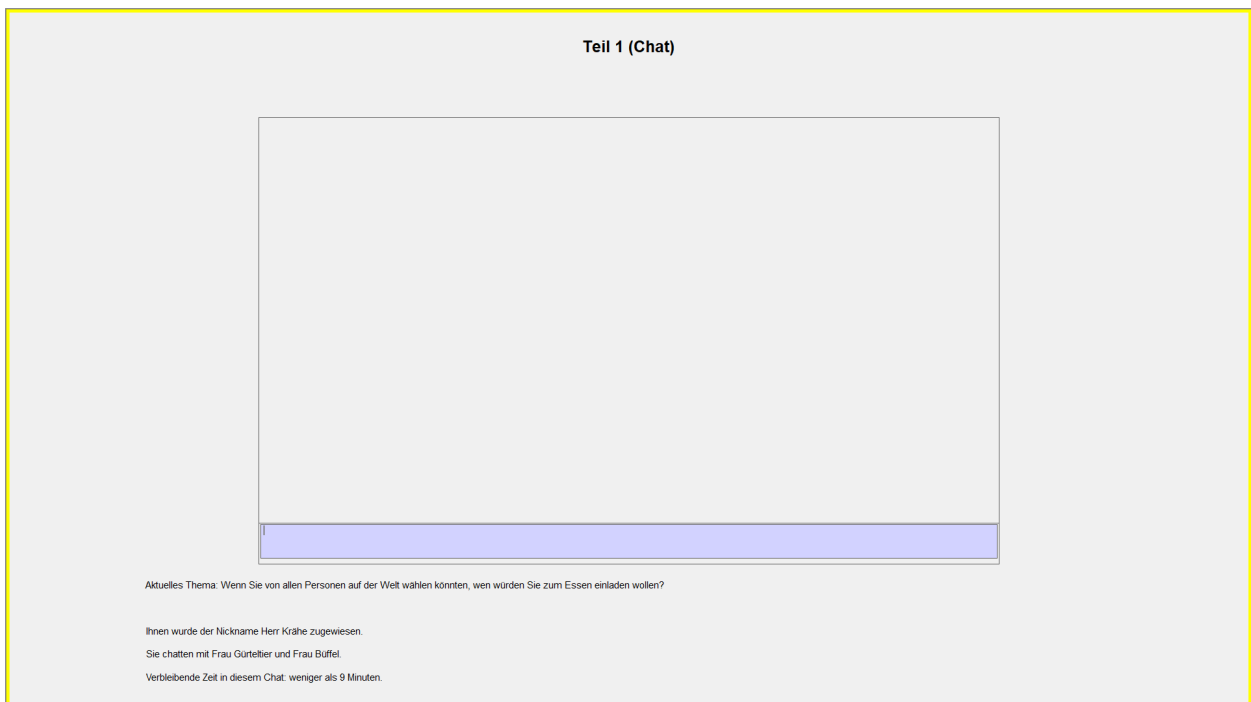 Teil 1 (Chat)
Aktuelles Thema: Wenn Sie von allen Personen auf der Welt wählen könnten, wen würden Sie zum Essen einladen wollen?
Ihnen wurde der Nickname Herr Krähe zugewiesen.
Sie chatten mit Frau Gürteltier und Frau Büffel.
Verbleibende Zeit in diesem Chat: weniger als 9 Minuten.